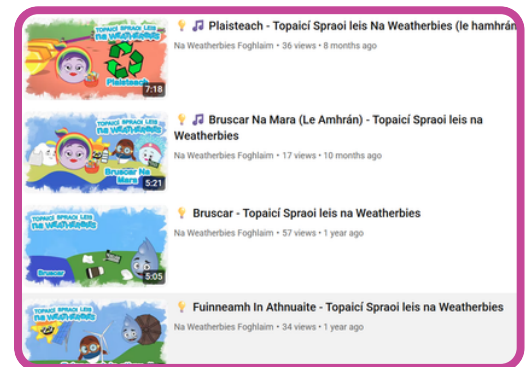 TOPAICÍ SPRAOI LEIS
NA WEATHERBIES
Plaisteach
7:18
💡 🎵 Plaisteach - Topaicí Spraoi leis Na Weatherbies (le hamhrán
Na Weatherbies Foghlaim • 36 views • 8 months ago
TOPAICÍ SPRAOI LEIS
NA WEATHERBIES
Bruscar Na
Mara
5:21
💡 🎵 Bruscar Na Mara (Le Amhrán) - Topaicí Spraoi leis na
Weatherbies
Na Weatherbies Foghlaim • 17 views • 10 months ago
TOPAICÍ SPRAOI LEIS
NA WEATHERBIES
Bruscar
5:05
💡 Bruscar - Topaicí Spraoi leis na Weatherbies
Na Weatherbies Foghlaim • 57 views • 1 year ago
TOPAICÍ SPRAOI LEIS
NA WEATHERBIES
💡 Fuinneamh In Athnuaite - Topaicí Spraoi leis na Weatherbies
Na Weatherbies Foghlaim • 34 views • 1 year ago